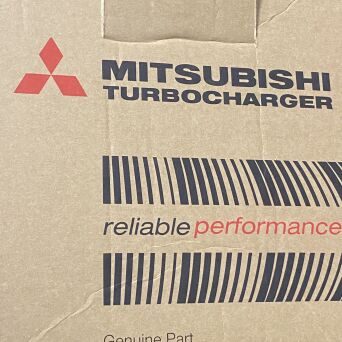 MITSUBISHI
TURBOCHARGER
reliable performance
Genuine Part